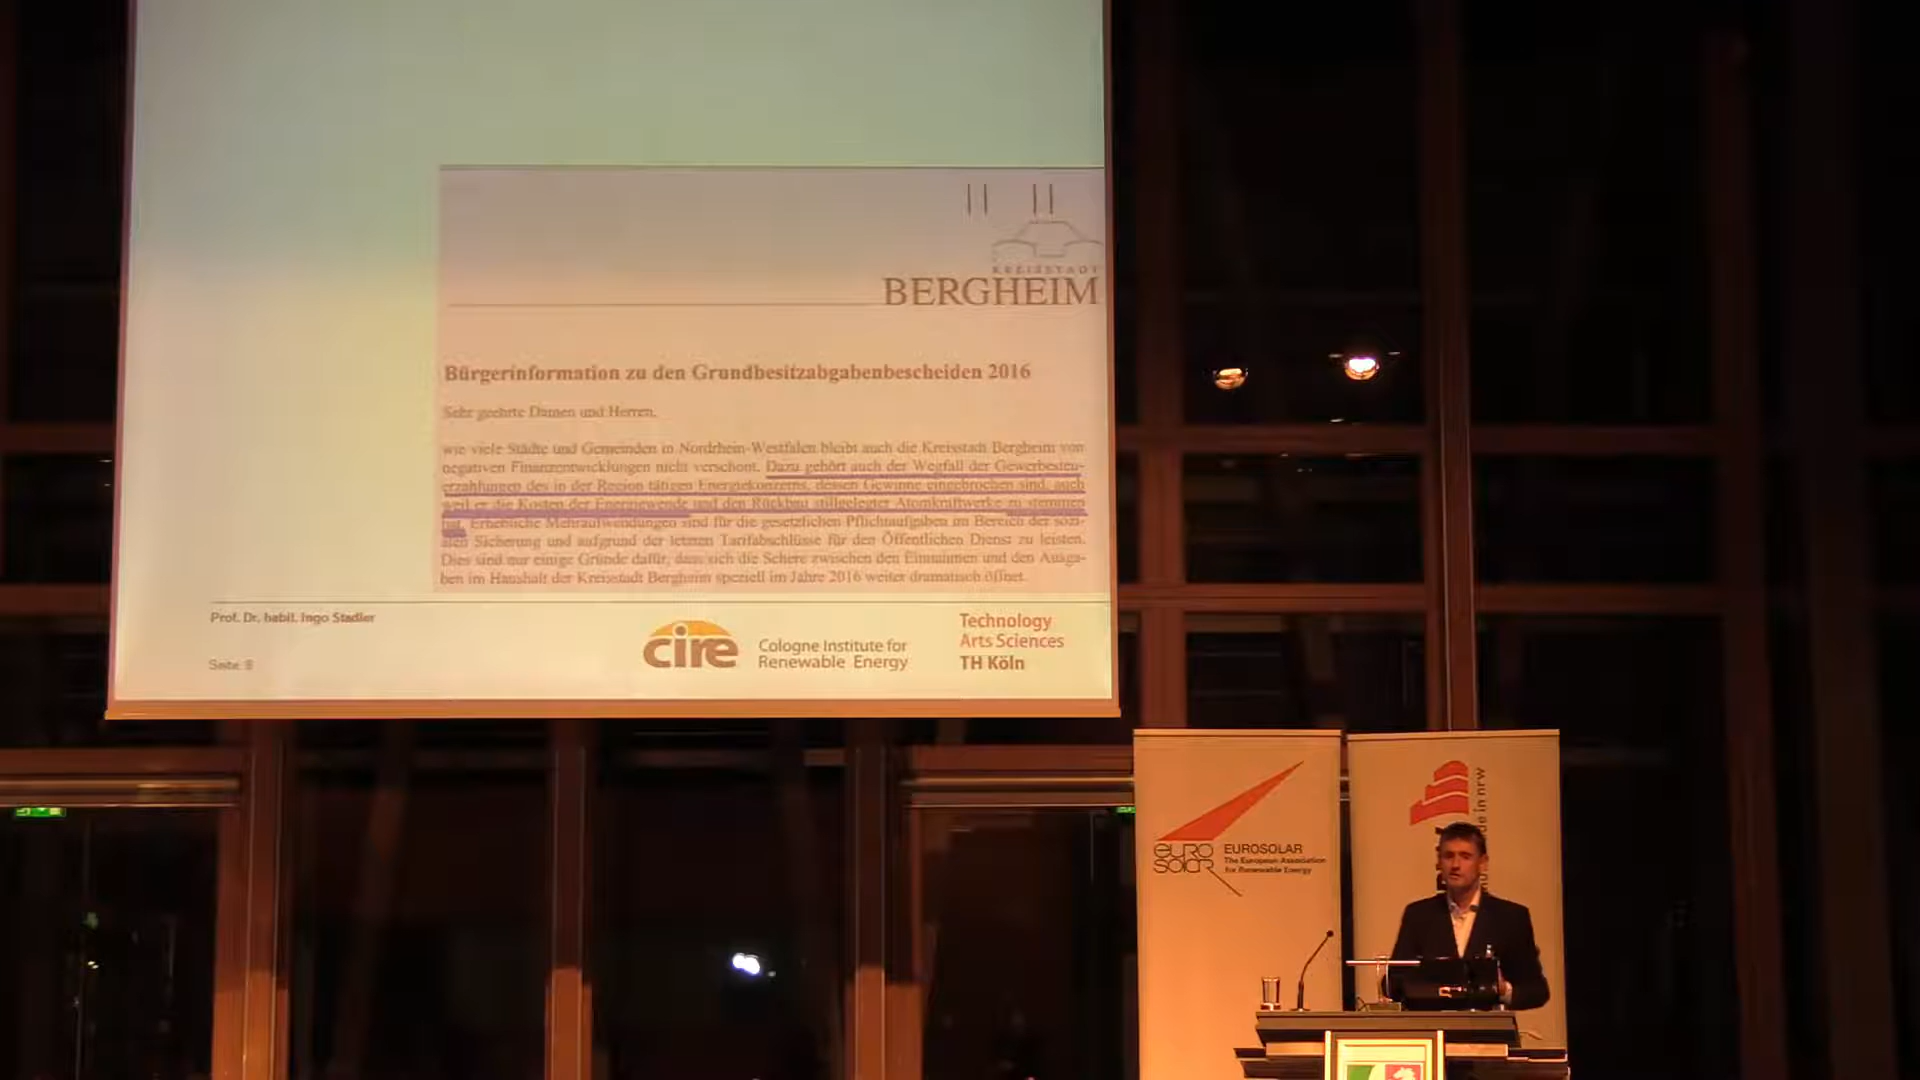 KREISSTADT
BERGHEIM
Bürgerinformation zu den Grundbesitzabgabenbescheiden 2016
Sehr geehrte Damen und Herren,
wie viele Städte und Gemeinden in Nordrhein-Westfalen bleibt auch die Kreisstadt Bergheim von
negativen Finanzentwicklungen nicht verschont. Dazu gehört auch der Wegfall der Gewerbesteu-
erzahlungen des in der Region tätigen Energiekonzerns, dessen Gewinne eingebrochen sind, auch
weil er die Kosten der Energiewende und den Rückbau stillgelegter Atomkraftwerke zu stemmen
hat. Erhebliche Mehraufwendungen sind für die gesetzlichen Pflichtaufgaben im Bereich der sozi-
alen Sicherung und aufgrund der letzten Tarifabschlüsse für den Öffentlichen Dienst zu leisten.
Dies sind nur einige Gründe dafür, dass sich die Schere zwischen den Einnahmen und den Ausga-
ben im Haushalt der Kreisstadt Bergheim speziell im Jahre 2016 weiter dramatisch öffnet.
Prof. Dr. habil. Ingo Stadler
Seite 8
cire
Cologne Institute for
Renewable Energy
Technology
Arts Sciences
TH Köln
euro
solar
EUROSOLAR
The European Association
for Renewable Energy
in nrw